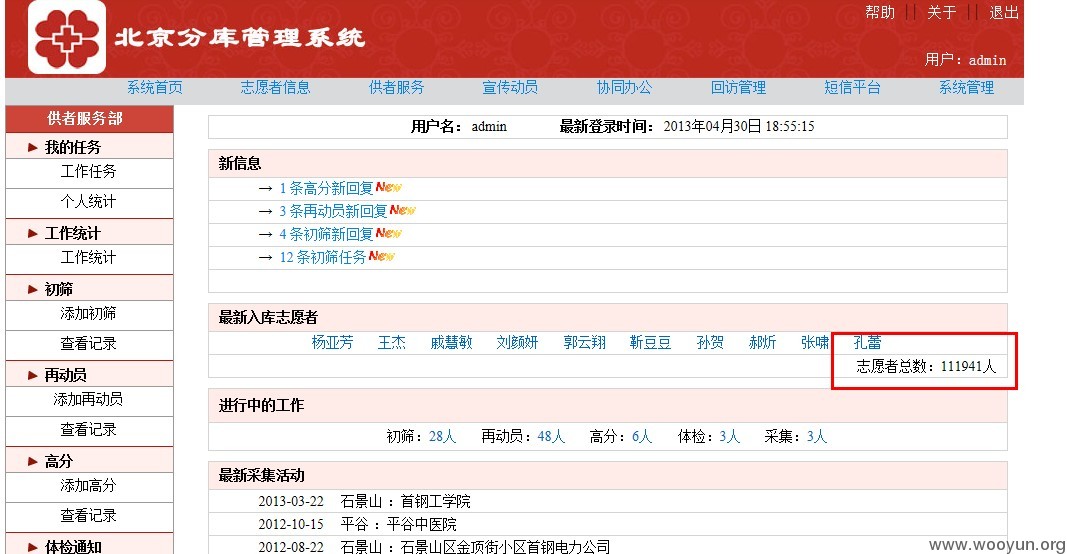 帮助 || 关于 || 退出
北京分库管理系统
用户：admin
系统首页 志愿者信息 供者服务 宣传动员 协同办公 回访管理 短信平台 系统管理
供者服务部
我的任务
工作任务
个人统计
工作统计
工作统计
初筛
添加初筛
查看记录
再动员
添加再动员
查看记录
高分
添加高分
查看记录
体检通知
用户名： admin 最新登录时间： 2013年04月30日 18:55:15
新信息
→ 1 条高分新回复 New
→ 3 条再动员新回复 New
→ 4 条初筛新回复 New
→ 12 条初筛任务 New
最新入库志愿者
杨亚芳 王杰 戚慧敏 刘颜妍 郭云翔 靳豆豆 孙贺 郝炘 张啸 孔蕾
志愿者总数：111941人
进行中的工作
初筛：28人 再动员：48人 高分：6人 体检：3人 采集：3人
最新采集活动
2013-03-22 石景山 ：首钢工学院
2012-10-15 平谷 ：平谷中医院
2012-08-22 石景山 ：石景山区金顶街小区首钢电力公司
www.wooyun.org